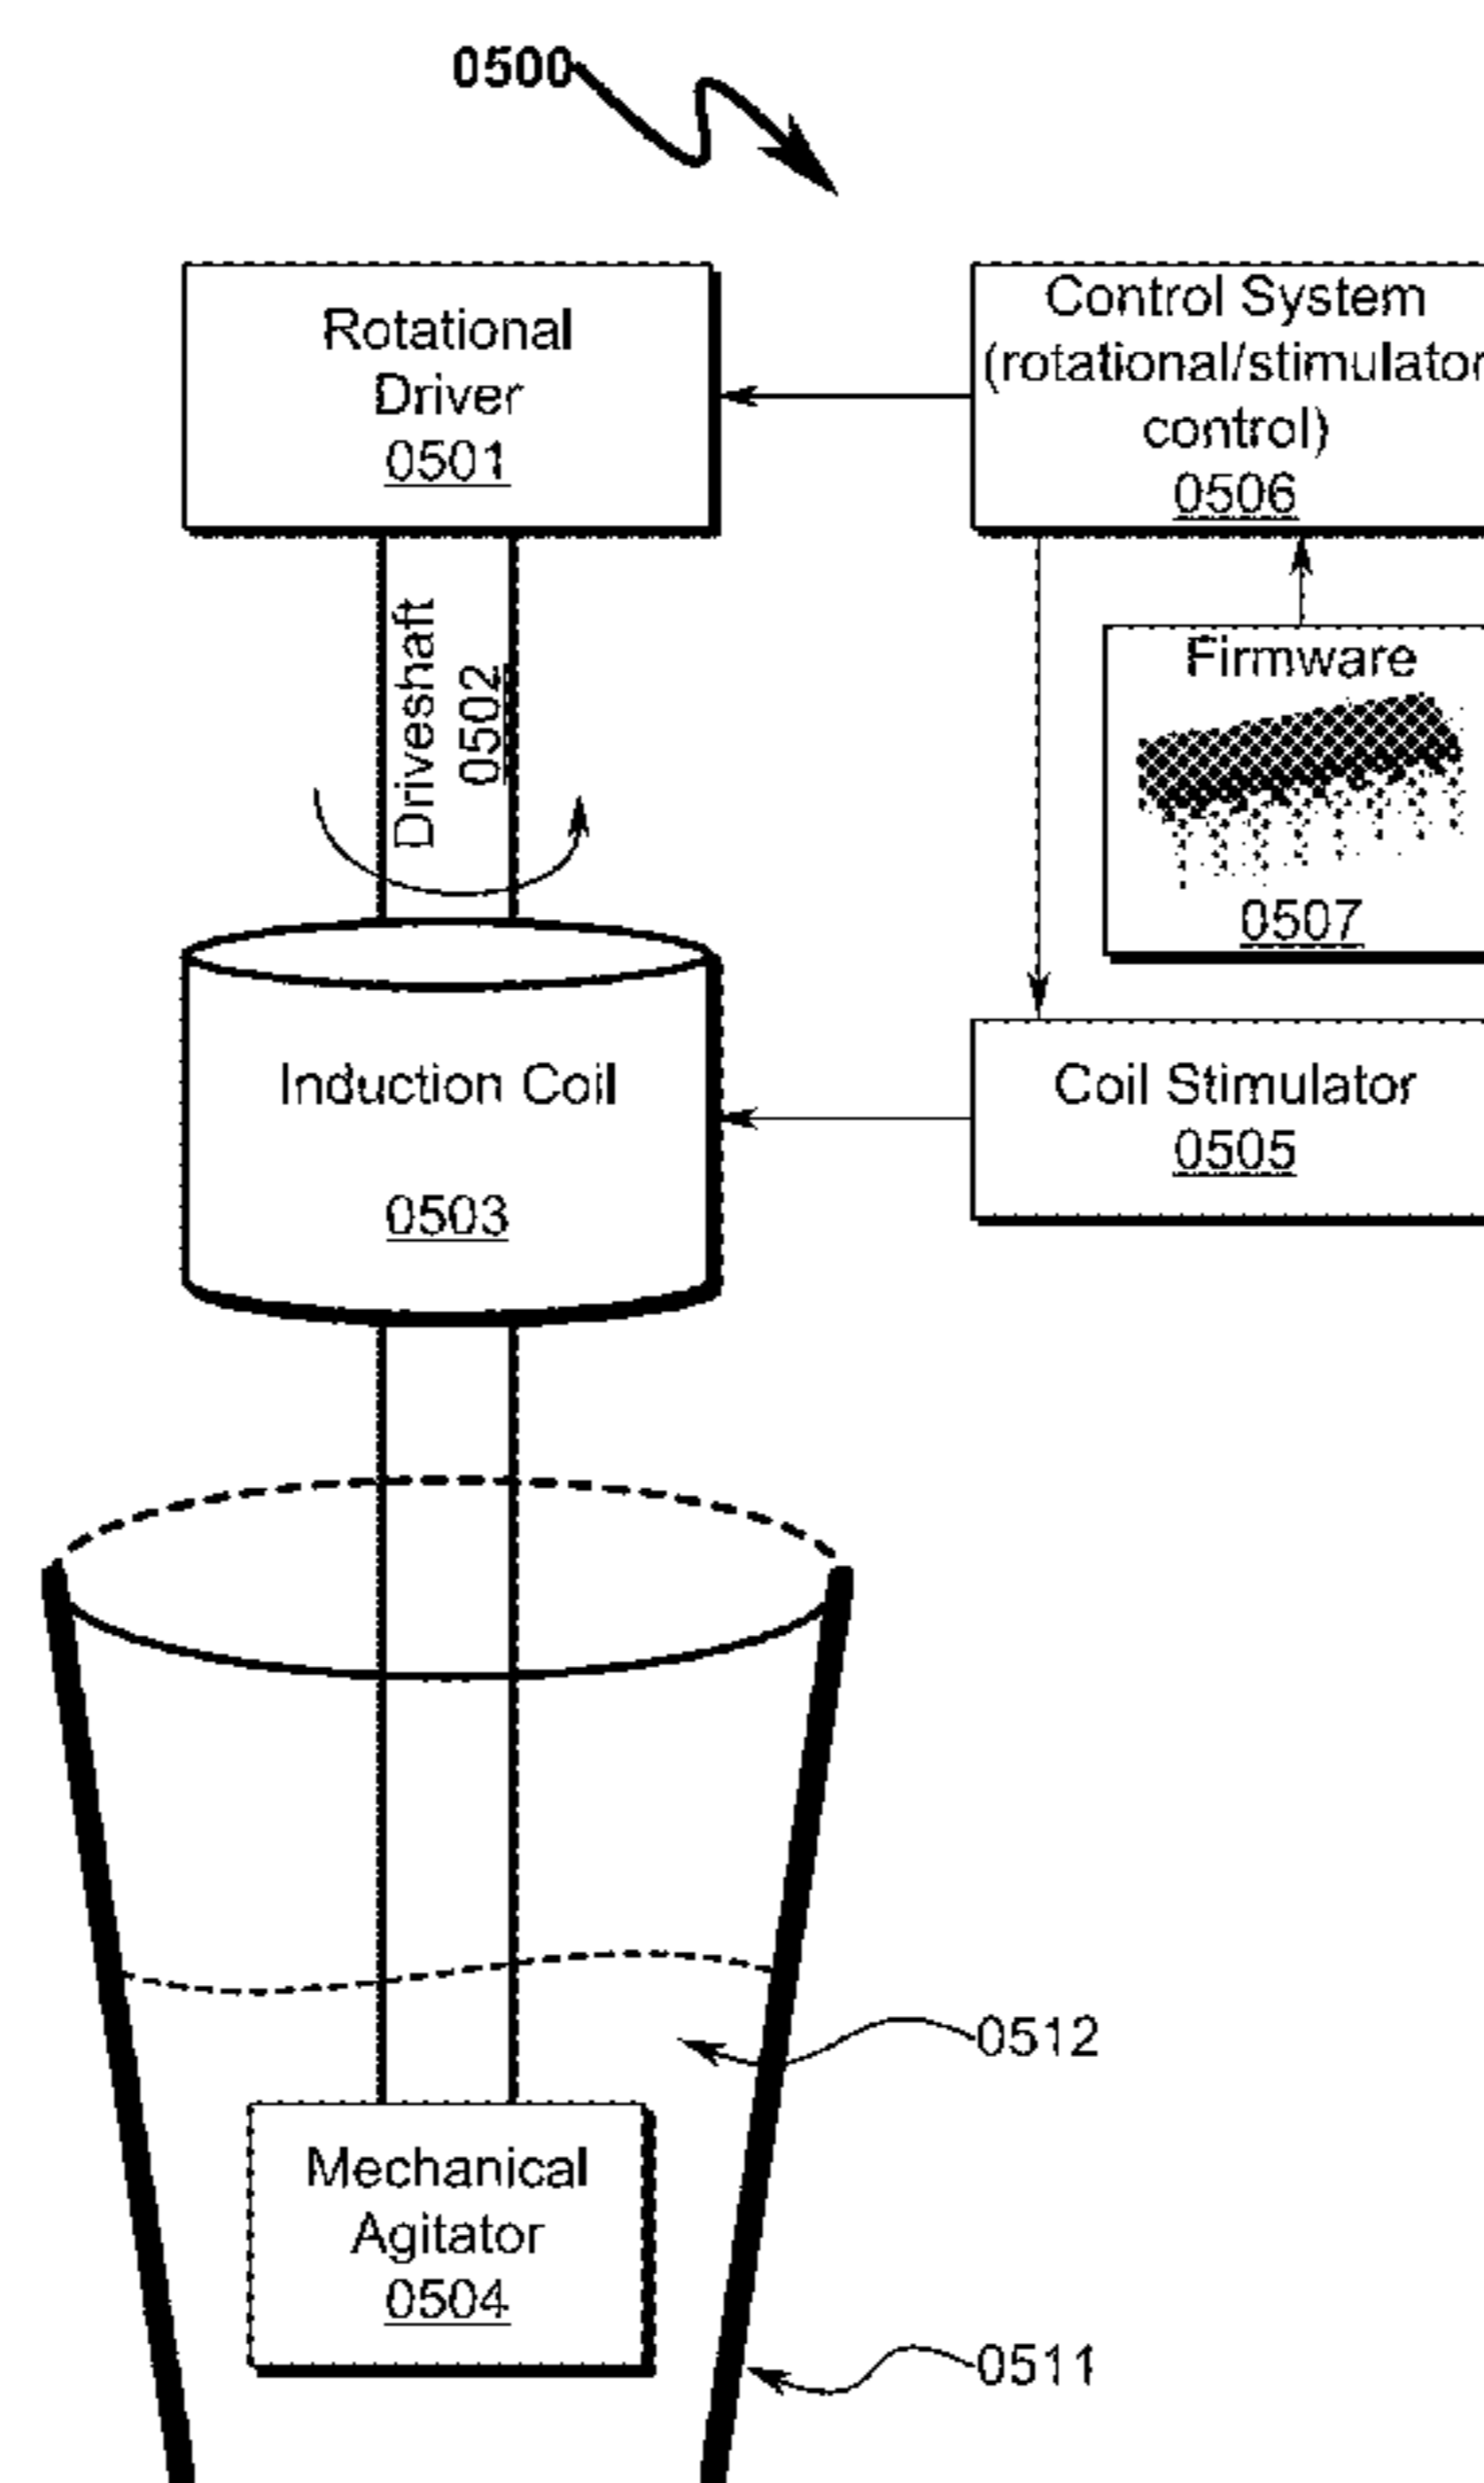 0500
Rotational
Driver
0501
Control System
(rotational/stimulator
control)
0506
Driveshaft
0502
Firmware
0507
Induction Coil
0503
Coil Stimulator
0505
0512
Mechanical
Agitator
0504
0511